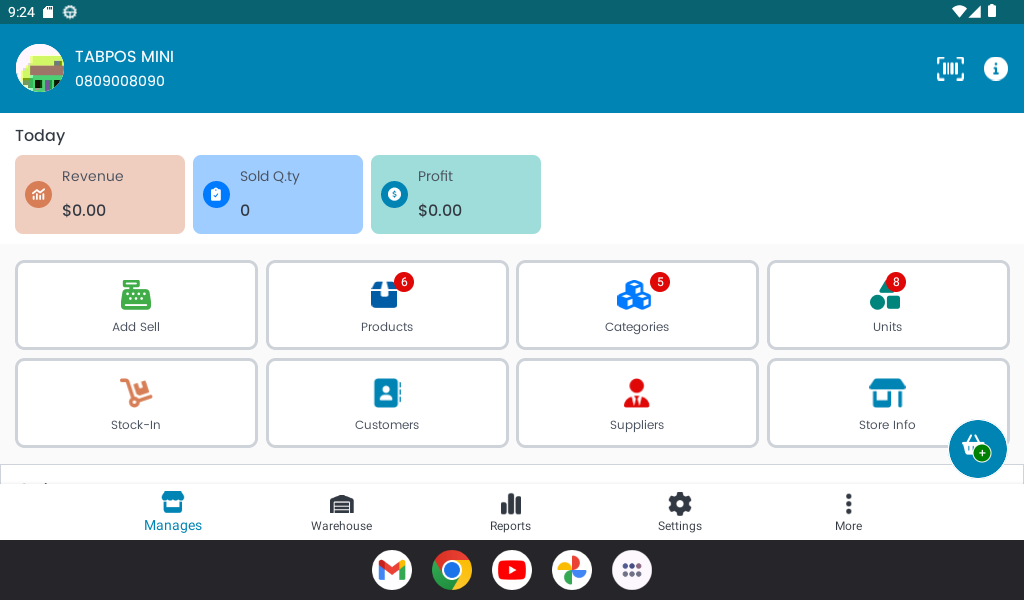 9:24
TABPOS MINI
0809008090
Today
Revenue
$0.00
Sold Q.ty
0
Profit
$0.00
Add Sell
6
Products
5
Categories
8
Units
Stock-In
Customers
Suppliers
Store Info
Manages
Warehouse
Reports
Settings
More